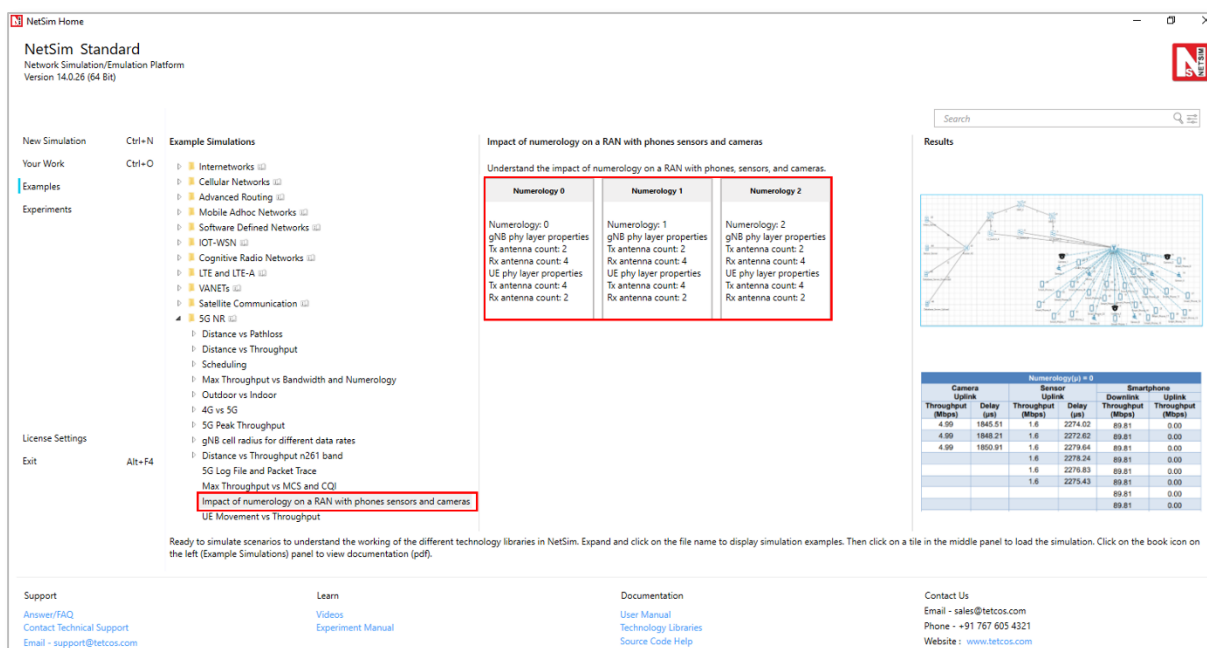 NetSim Home
NetSim Standard
Network Simulation/Emulation Platform
Version 14.0.26 (64 Bit)
NETSIM
Search
New Simulation Ctrl+N
Your Work Ctrl+O
Examples
Experiments
License Settings
Exit Alt+F4
Example Simulations
Internetworks
Cellular Networks
Advanced Routing
Mobile Adhoc Networks
Software Defined Networks
IOT-WSN
Cognitive Radio Networks
LTE and LTE-A
VANETs
Satellite Communication
5G NR
Distance vs Pathloss
Distance vs Throughput
Scheduling
Max Throughput vs Bandwidth and Numerology
Outdoor vs Indoor
4G vs 5G
5G Peak Throughput
gNB cell radius for different data rates
Distance vs Throughput n261 band
5G Log File and Packet Trace
Max Throughput vs MCS and CQI
Impact of numerology on a RAN with phones sensors and cameras
UE Movement vs Throughput
Impact of numerology on a RAN with phones sensors and cameras
Understand the impact of numerology on a RAN with phones, sensors, and cameras.
Numerology 0
Numerology: 0
gNB phy layer properties
Tx antenna count: 2
Rx antenna count: 4
UE phy layer properties
Tx antenna count: 4
Rx antenna count: 2
Numerology 1
Numerology: 1
gNB phy layer properties
Tx antenna count: 2
Rx antenna count: 4
UE phy layer properties
Tx antenna count: 4
Rx antenna count: 2
Numerology 2
Numerology: 2
gNB phy layer properties
Tx antenna count: 2
Rx antenna count: 4
UE phy layer properties
Tx antenna count: 4
Rx antenna count: 2
Results
Numerology(μ) = 0
Camera Sensor Smartphone
Uplink Uplink Downlink Uplink
Throughput (Mbps) Delay (μs) Throughput (Mbps) Delay (μs) Throughput (Mbps) Throughput (Mbps)
4.99 1845.51 1.6 2274.02 89.81 0.00
4.99 1848.21 1.6 2272.62 89.81 0.00
4.99 1850.91 1.6 2279.64 89.81 0.00
1.6 2278.24 89.81 0.00
1.6 2276.83 89.81 0.00
1.6 2275.43 89.81 0.00
89.81 0.00
89.81 0.00
Ready to simulate scenarios to understand the working of the different technology libraries in NetSim. Expand and click on the file name to display simulation examples. Then click on a tile in the middle panel to load the simulation. Click on the book icon on
the left (Example Simulations) panel to view documentation (pdf).
Support
Answer/FAQ
Contact Technical Support
Email - support@tetcos.com
Learn
Videos
Experiment Manual
Documentation
User Manual
Technology Libraries
Source Code Help
Contact Us
Email - sales@tetcos.com
Phone - +91 767 605 4321
Website : www.tetcos.com